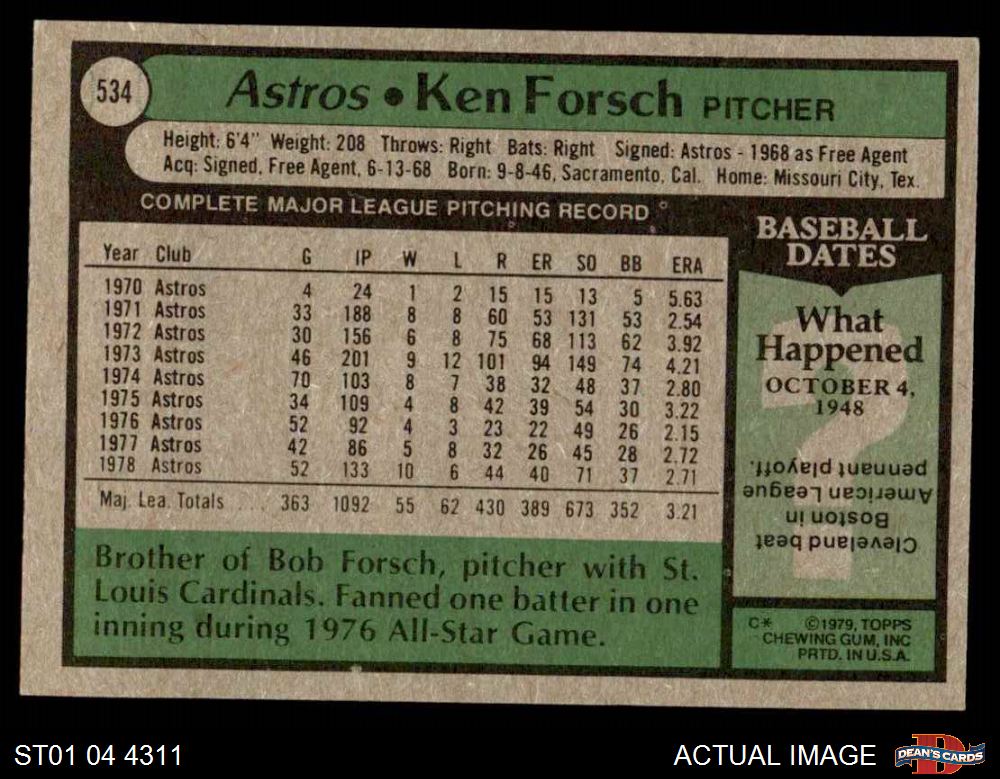 534
Astros • Ken Forsch PITCHER
Height: 6'4" Weight: 208 Throws: Right Bats: Right Signed: Astros - 1968 as Free Agent
Acq: Signed, Free Agent, 6-13-68 Born: 9-8-46, Sacramento, Cal. Home: Missouri City, Tex.
COMPLETE MAJOR LEAGUE PITCHING RECORD
Year Club G IP W L R ER SO BB ERA
1970 Astros 4 24 1 2 15 15 13 5 5.63
1971 Astros 33 188 8 8 60 53 131 53 2.54
1972 Astros 30 156 6 8 75 68 113 62 3.92
1973 Astros 46 201 9 12 101 94 149 74 4.21
1974 Astros 70 103 8 7 38 32 48 37 2.80
1975 Astros 34 109 4 8 42 39 54 30 3.22
1976 Astros 52 92 4 3 23 22 49 26 2.15
1977 Astros 42 86 5 8 32 26 45 28 2.72
1978 Astros 52 133 10 6 44 40 71 37 2.71
Maj. Lea. Totals .... 363 1092 55 62 430 389 673 352 3.21
Brother of Bob Forsch, pitcher with St.
Louis Cardinals. Fanned one batter in one
inning during 1976 All-Star Game.
BASEBALL
DATES
What
Happened
OCTOBER 4,
1948
?
Cleveland beat
Boston in
American League
pennant playoff.
C* ©1979, TOPPS
CHEWING GUM, INC
PRTD. IN U.S.A.
ST01 04 4311
ACTUAL IMAGE
D
DEAN'S CARDS